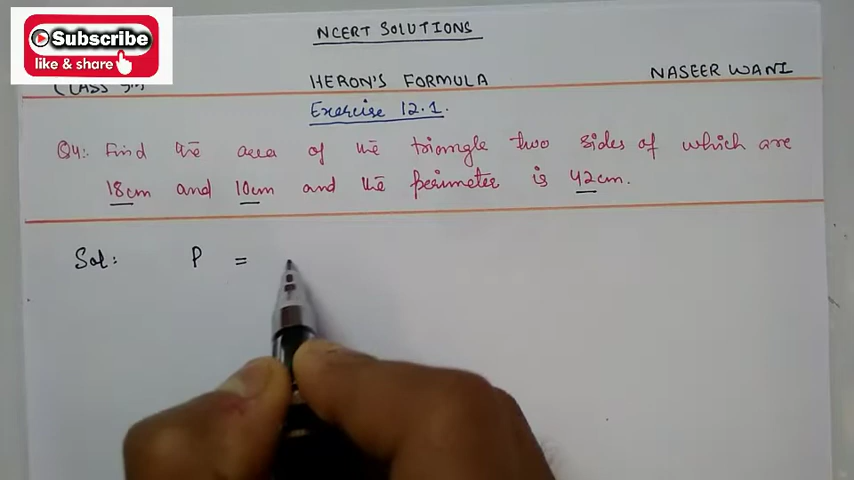 Subscribe
like & share
NCERT SOLUTIONS
HERON'S FORMULA
NASEER WANI
Exercise 12.1.
Q4:- Find the area of the triangle two sides of which are
18cm and 10cm and the perimeter is 42cm.
Sol: P =